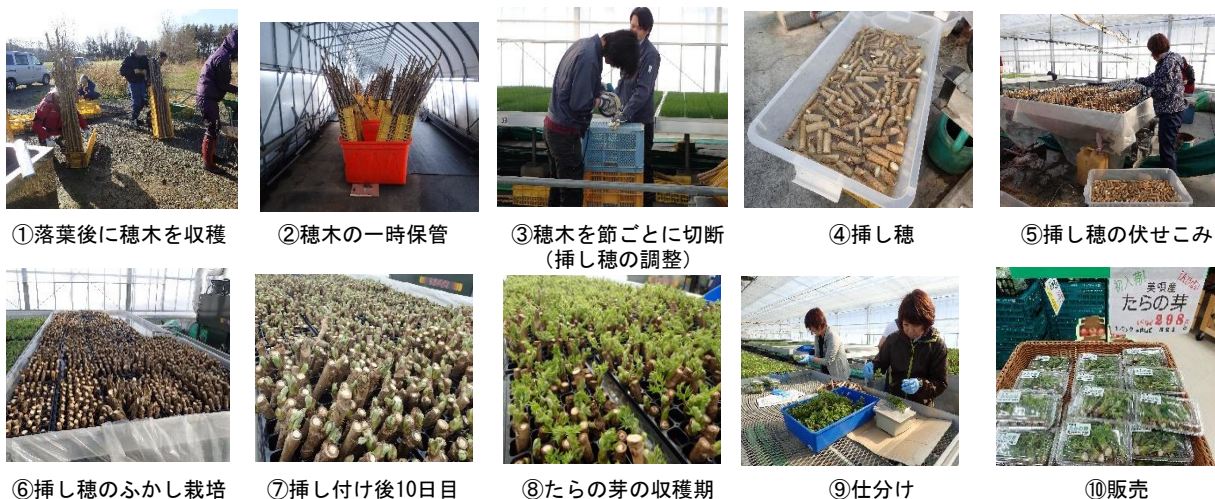 ①落葉後に穂木を収穫
②穂木の一時保管
③穂木を節ごとに切断
(挿し穂の調整)
④挿し穂
⑤挿し穂の伏せこみ
⑥挿し穂のふかし栽培
⑦挿し付け後10日目
⑧たらの芽の収穫期
⑨仕分け
美唄産
たらの芽
298
⑩販売